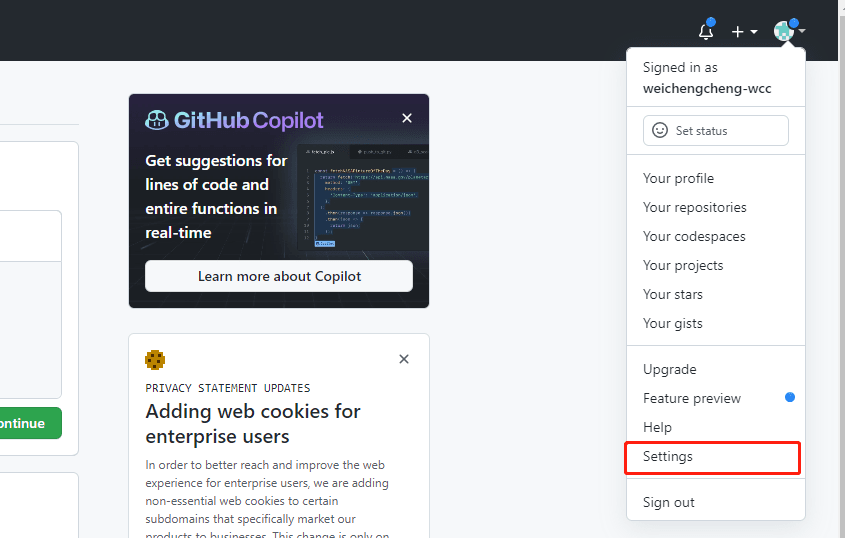 Signed in as
weichengcheng-wcc
Set status
Your profile
Your repositories
Your codespaces
Your projects
Your stars
Your gists
Upgrade
Feature preview
Help
Settings
Sign out
GitHub Copilot
Get suggestions for
lines of code and
entire functions in
real-time
Learn more about Copilot
PRIVACY STATEMENT UPDATES
Adding web cookies for
enterprise users
In order to better reach and improve the web
experience for enterprise users, we are adding
non-essential web cookies to certain
subdomains that specifically market our
products to businesses. This change is only on
ontinue